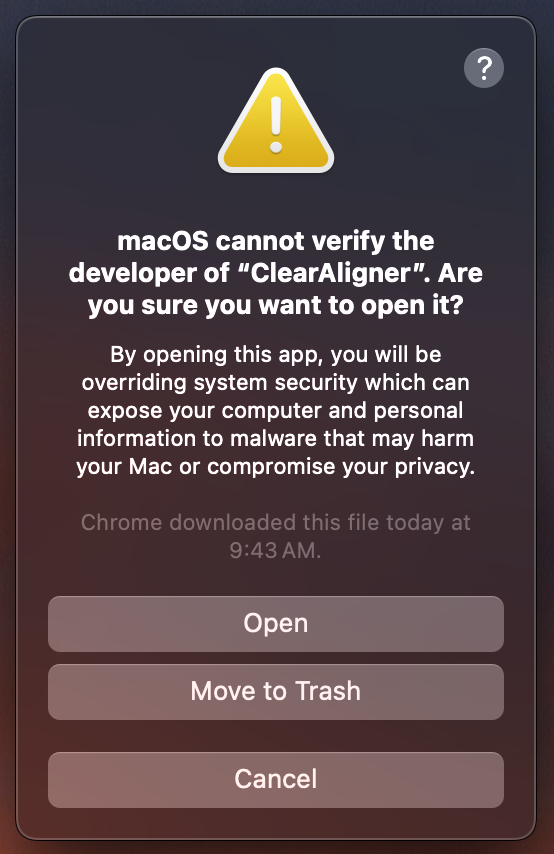 ?
macOS cannot verify the
developer of “ClearAligner”. Are
you sure you want to open it?
By opening this app, you will be
overriding system security which can
expose your computer and personal
information to malware that may harm
your Mac or compromise your privacy.
Chrome downloaded this file today at
9:43 AM.
Open
Move to Trash
Cancel